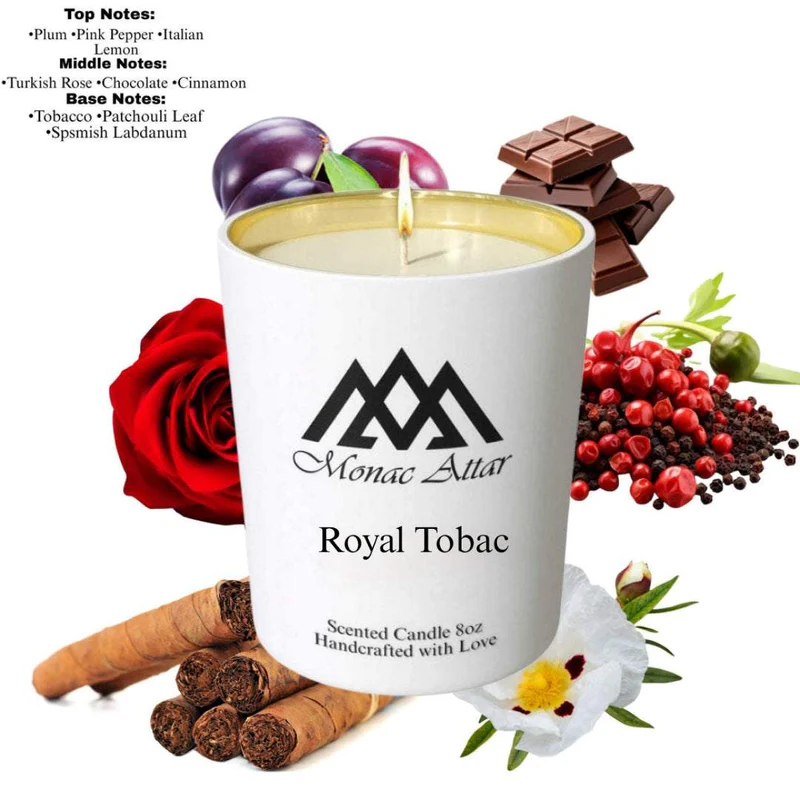 Top Notes:
•Plum •Pink Pepper •Italian
Lemon
Middle Notes:
•Turkish Rose •Chocolate •Cinnamon
Base Notes:
•Tobacco •Patchouli Leaf
•Spsmish Labdanum
Monac Attar
Royal Tobac
Scented Candle 8oz
Handcrafted with Love